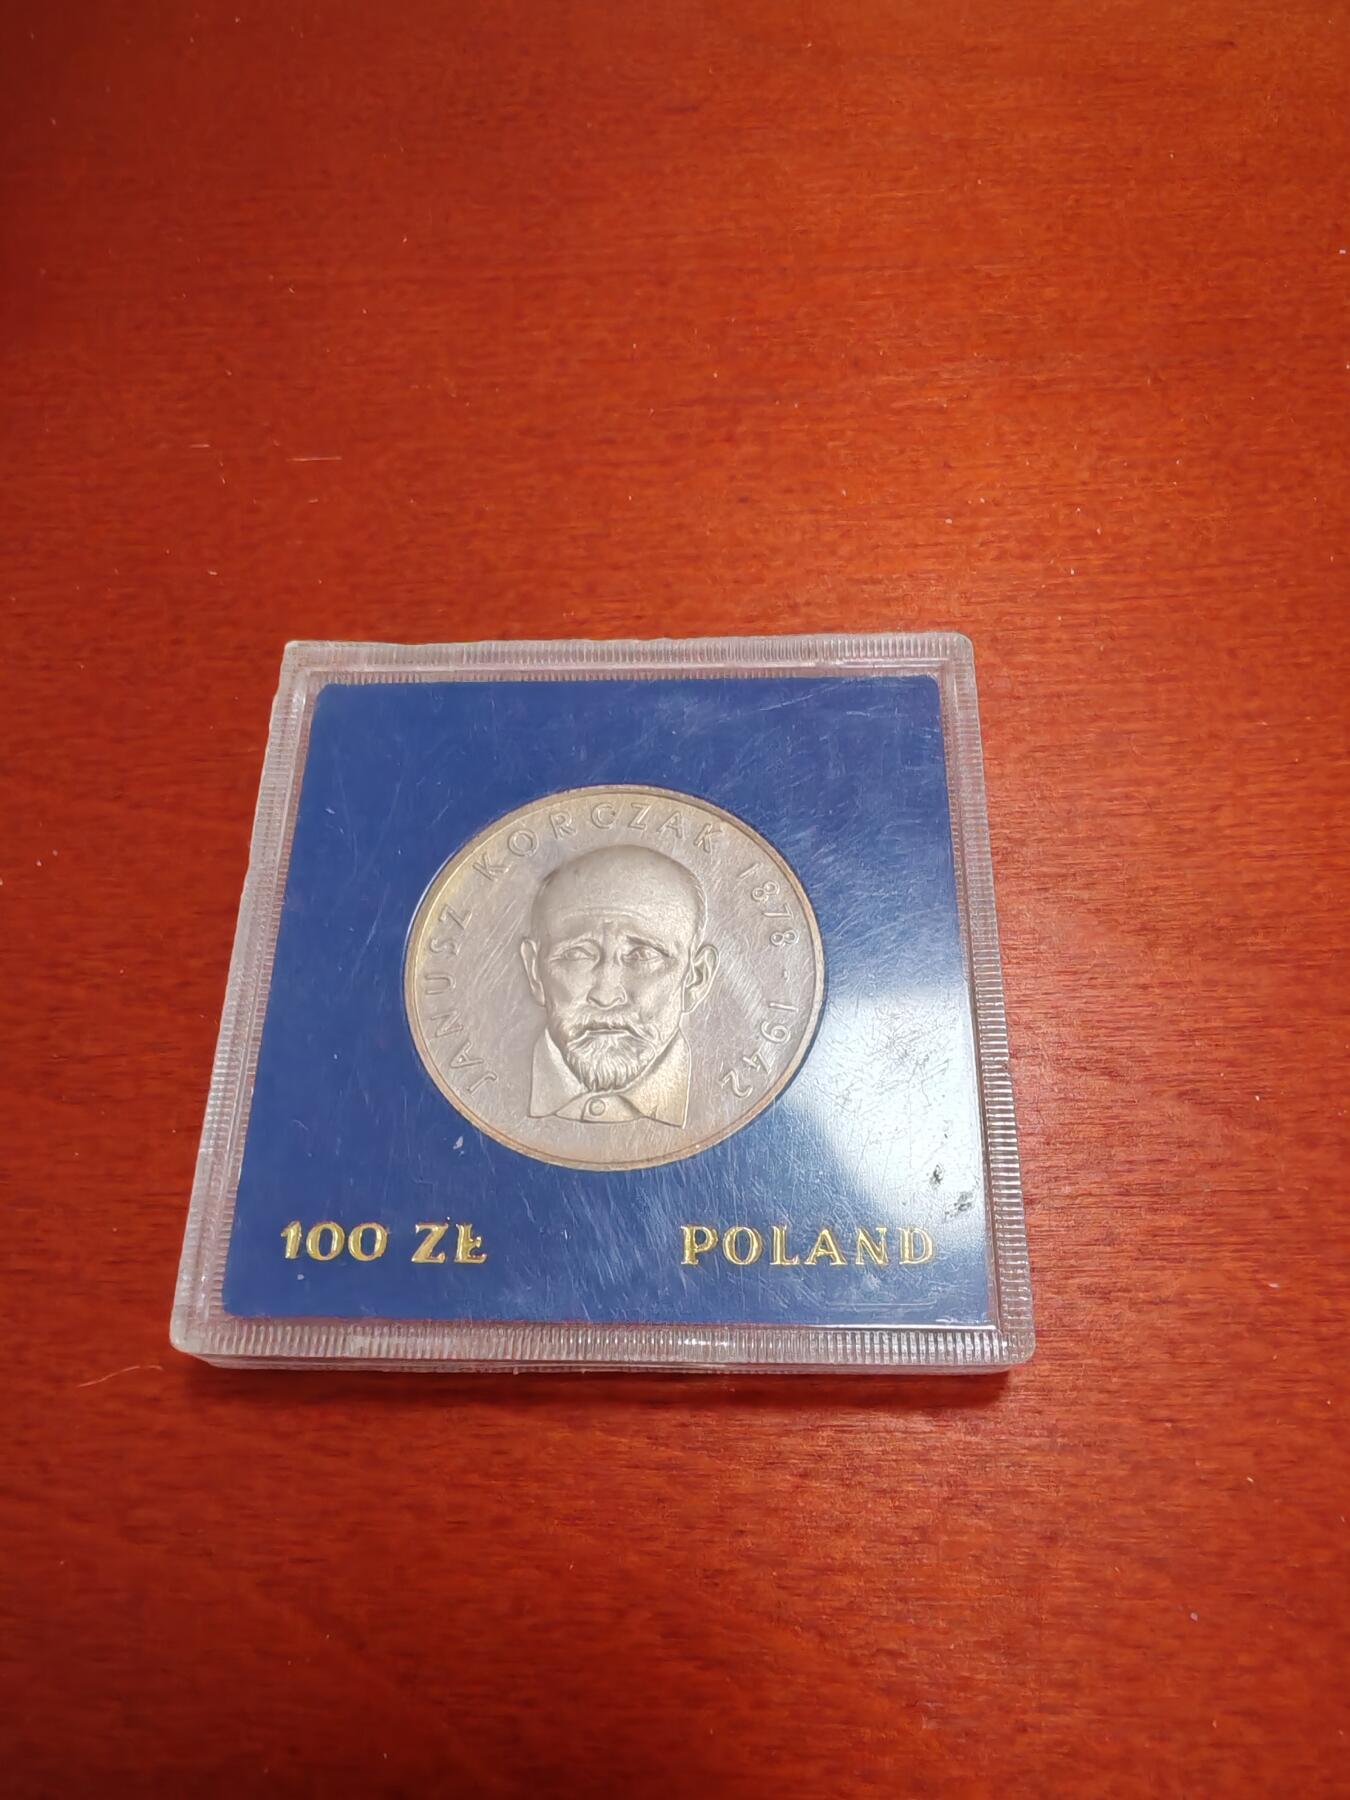 JANUSZ KORCZAK 1878 · 1942
100 ZŁ POLAND